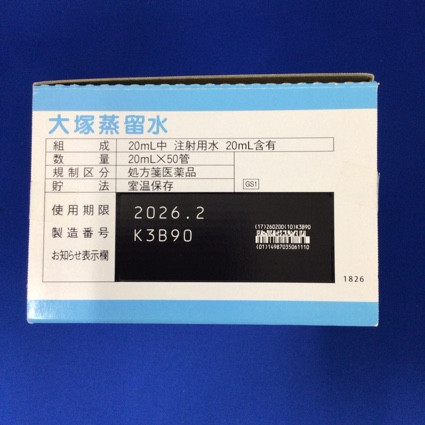 大塚蒸留水
組成 20mL中 注射用水 20mL含有
数量 20mL×50管
規制区分 処方箋医薬品
貯法 室温保存
GS1
使用期限 2026.2
製造番号 K3B90
お知らせ表示欄
(17)260200(10)K3B90
(01)14987035061110
1826